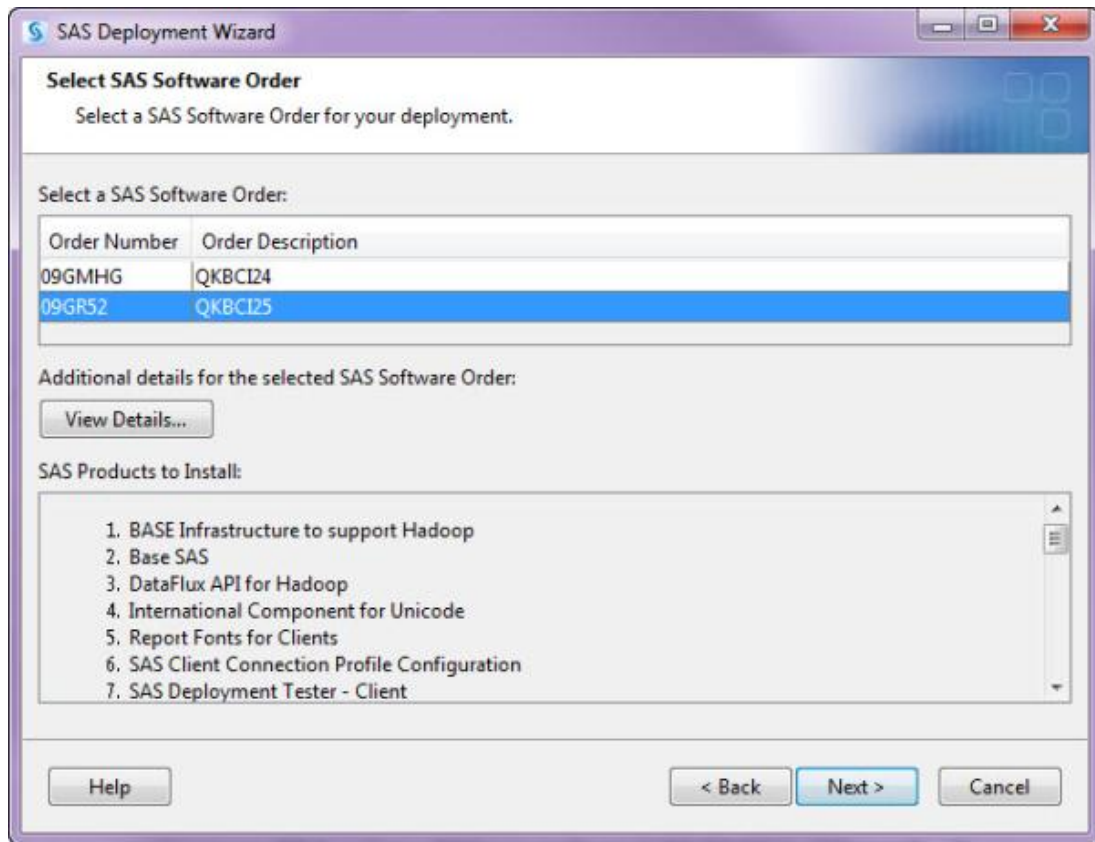 SAS Deployment Wizard
Select SAS Software Order
Select a SAS Software Order for your deployment.
Select a SAS Software Order:
Order Number Order Description
09GMHG QKBCI24
09GR52 QKBCI25
Additional details for the selected SAS Software Order:
View Details...
SAS Products to Install:
1. BASE Infrastructure to support Hadoop
2. Base SAS
3. DataFlux API for Hadoop
4. International Component for Unicode
5. Report Fonts for Clients
6. SAS Client Connection Profile Configuration
7. SAS Deployment Tester - Client
Help < Back Next > Cancel